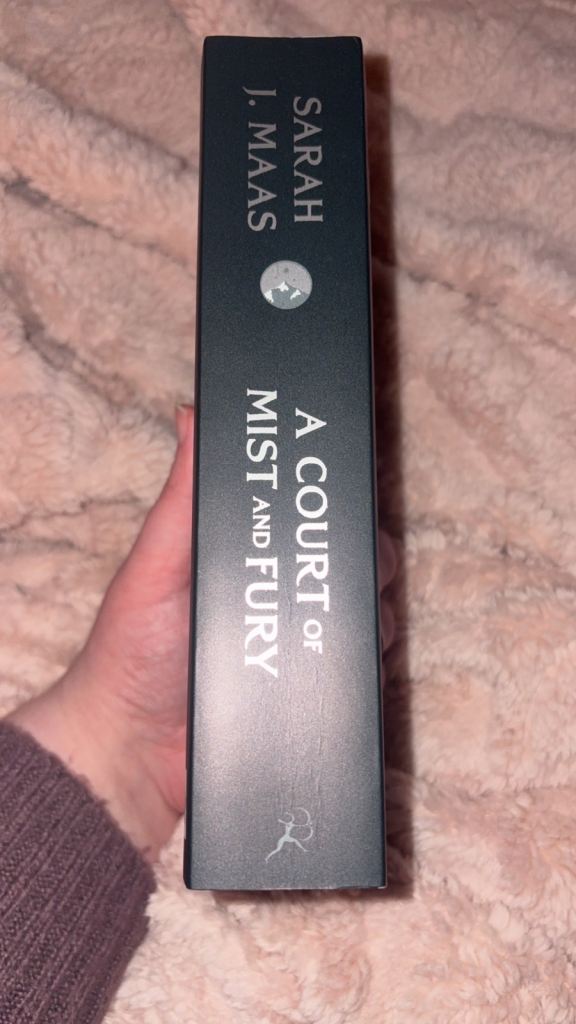 SARAH
J. MAAS
A COURT OF
MIST AND FURY